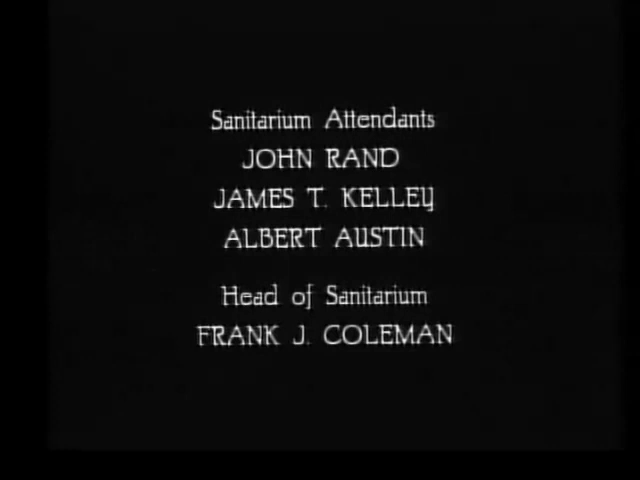 Sanitarium Attendants
JOHN RAND
JAMES T. KELLEY
ALBERT AUSTIN
Head of Sanitarium
FRANK J. COLEMAN